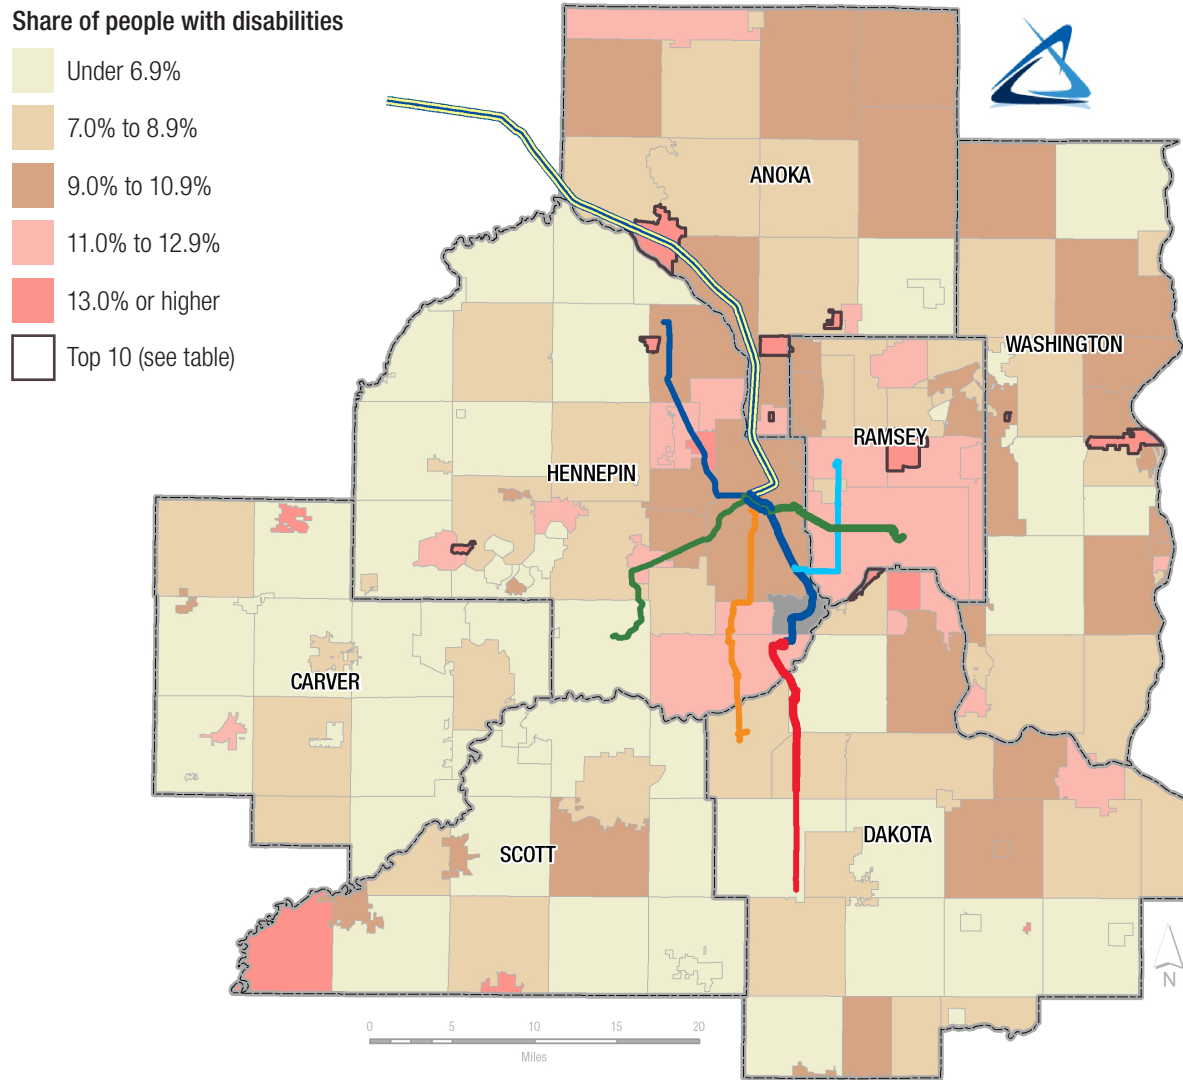 Share of people with disabilities
Under 6.9%
7.0% to 8.9%
9.0% to 10.9%
11.0% to 12.9%
13.0% or higher
Top 10 (see table)
ANOKA
WASHINGTON
RAMSEY
HENNEPIN
CARVER
SCOTT
DAKOTA
N
0 5 10 15 20
Miles